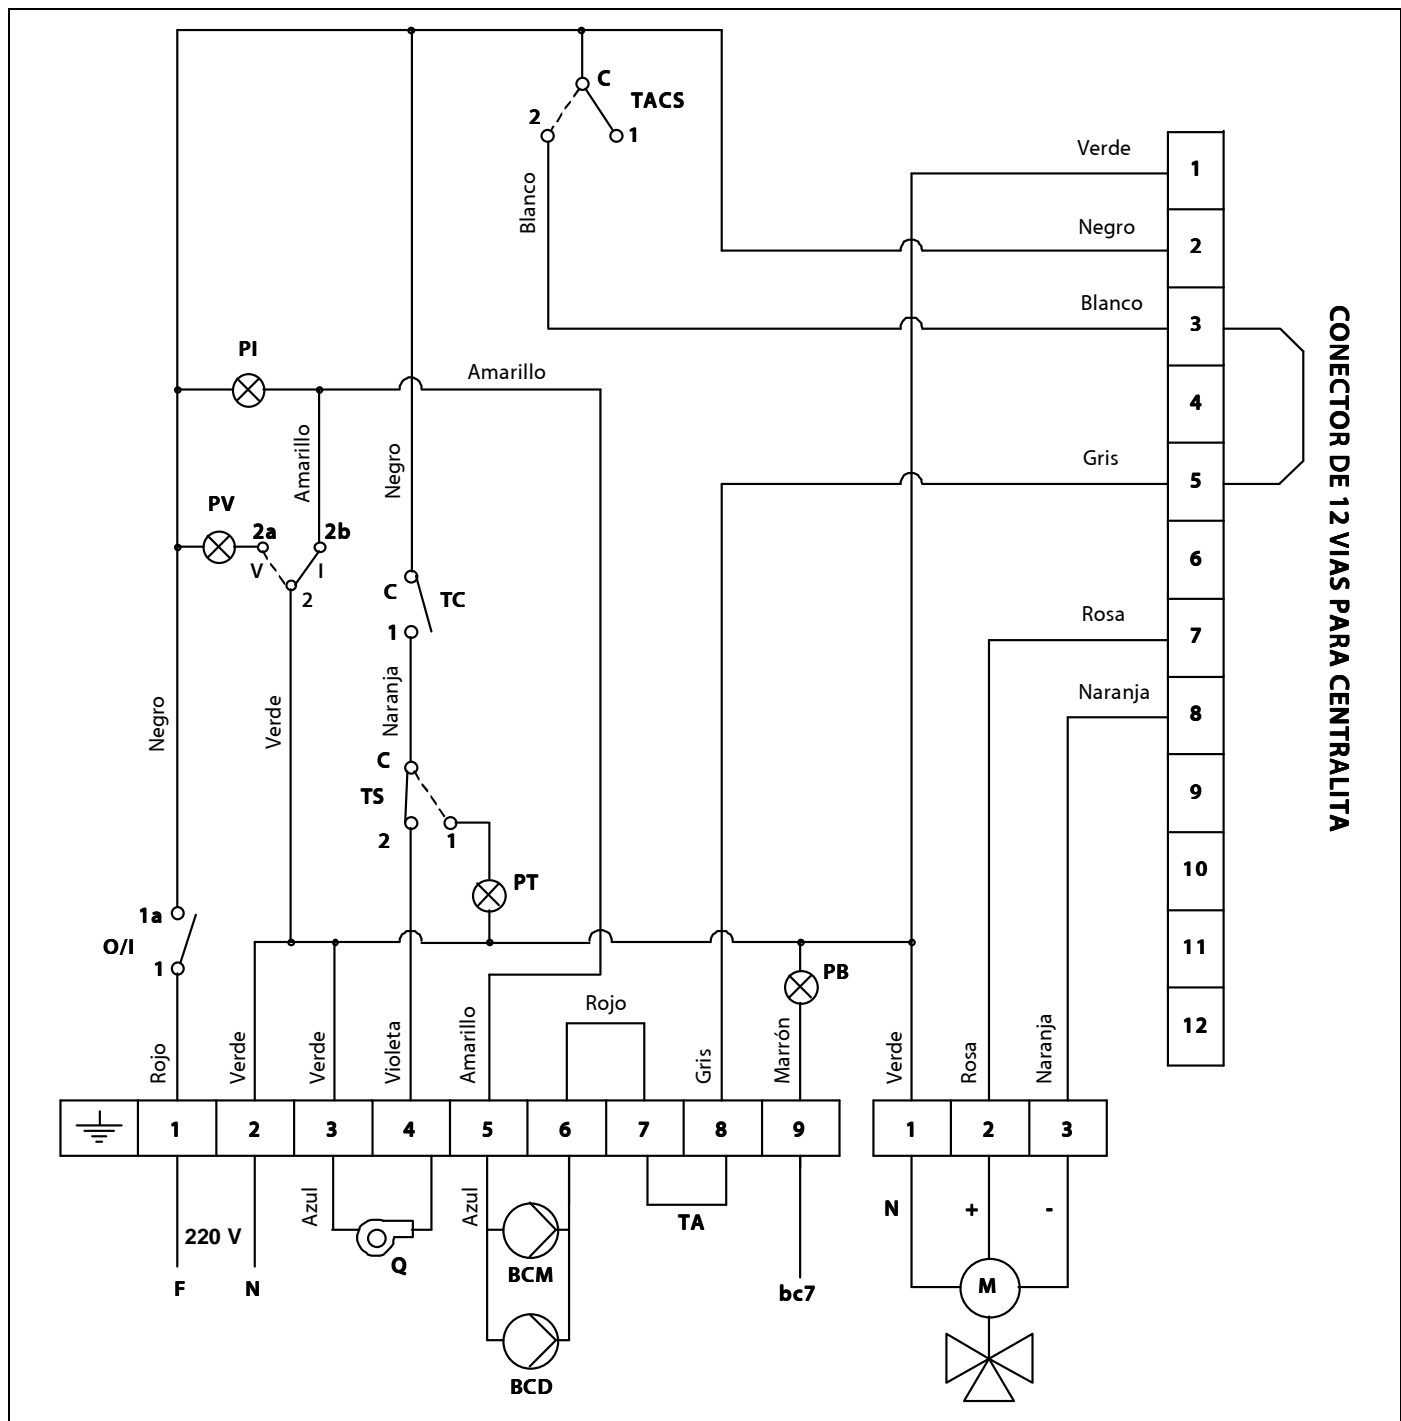 C
TACS
2
1
Blanco
Verde
1
Negro
2
Blanco
3
PI
Amarillo
4
Amarillo
Negro
Gris
5
PV
2a
2b
V
I
2
6
C
TC
1
Rosa
7
Naranja
Verde
Negro
Naranja
8
C
TS
2
1
9
PT
10
1a
O/I
1
11
PB
Rojo
12
Rojo
Verde
Verde
Violeta
Amarillo
Gris
Marrón
Verde
Rosa
Naranja
CONECTOR DE 12 VIAS PARA CENTRALITA
1 2 3 4 5 6 7 8 9
1 2 3
Azul
Azul
N + -
TA
220 V
Q
BCM
M
F N
bc7
BCD